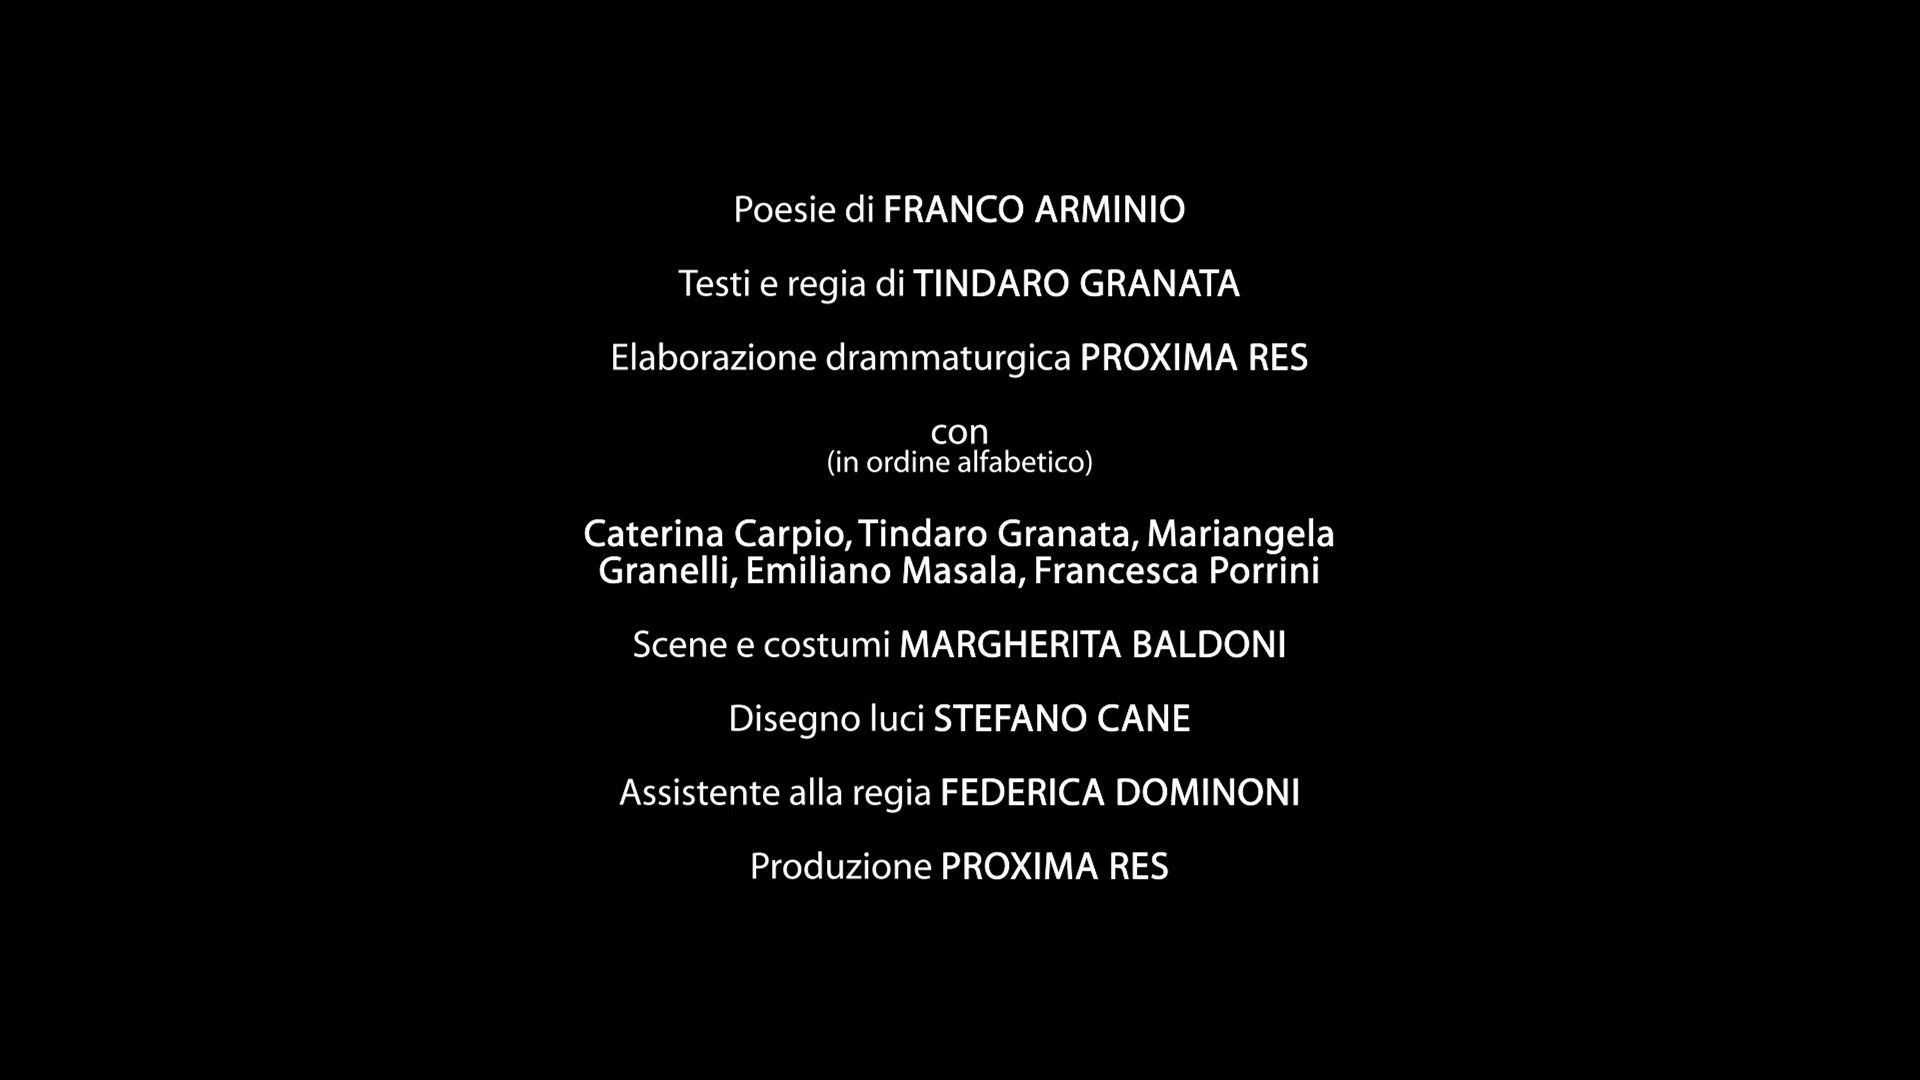 Poesie di FRANCO ARMINIO
Testi e regia di TINDARO GRANATA
Elaborazione drammaturgica PROXIMA RES
con
(in ordine alfabetico)
Caterina Carpio, Tindaro Granata, Mariangela
Granelli, Emiliano Masala, Francesca Porrini
Scene e costumi MARGHERITA BALDONI
Disegno luci STEFANO CANE
Assistente alla regia FEDERICA DOMINONI
Produzione PROXIMA RES